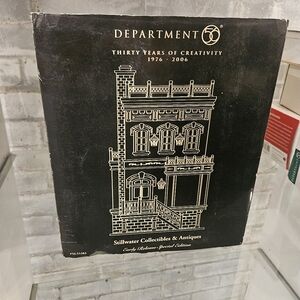 DEPARTMENT 56®
THIRTY YEARS OF CREATIVITY
1976 - 2006
Stillwater Collectibles & Antiques
Early Release-Special Edition